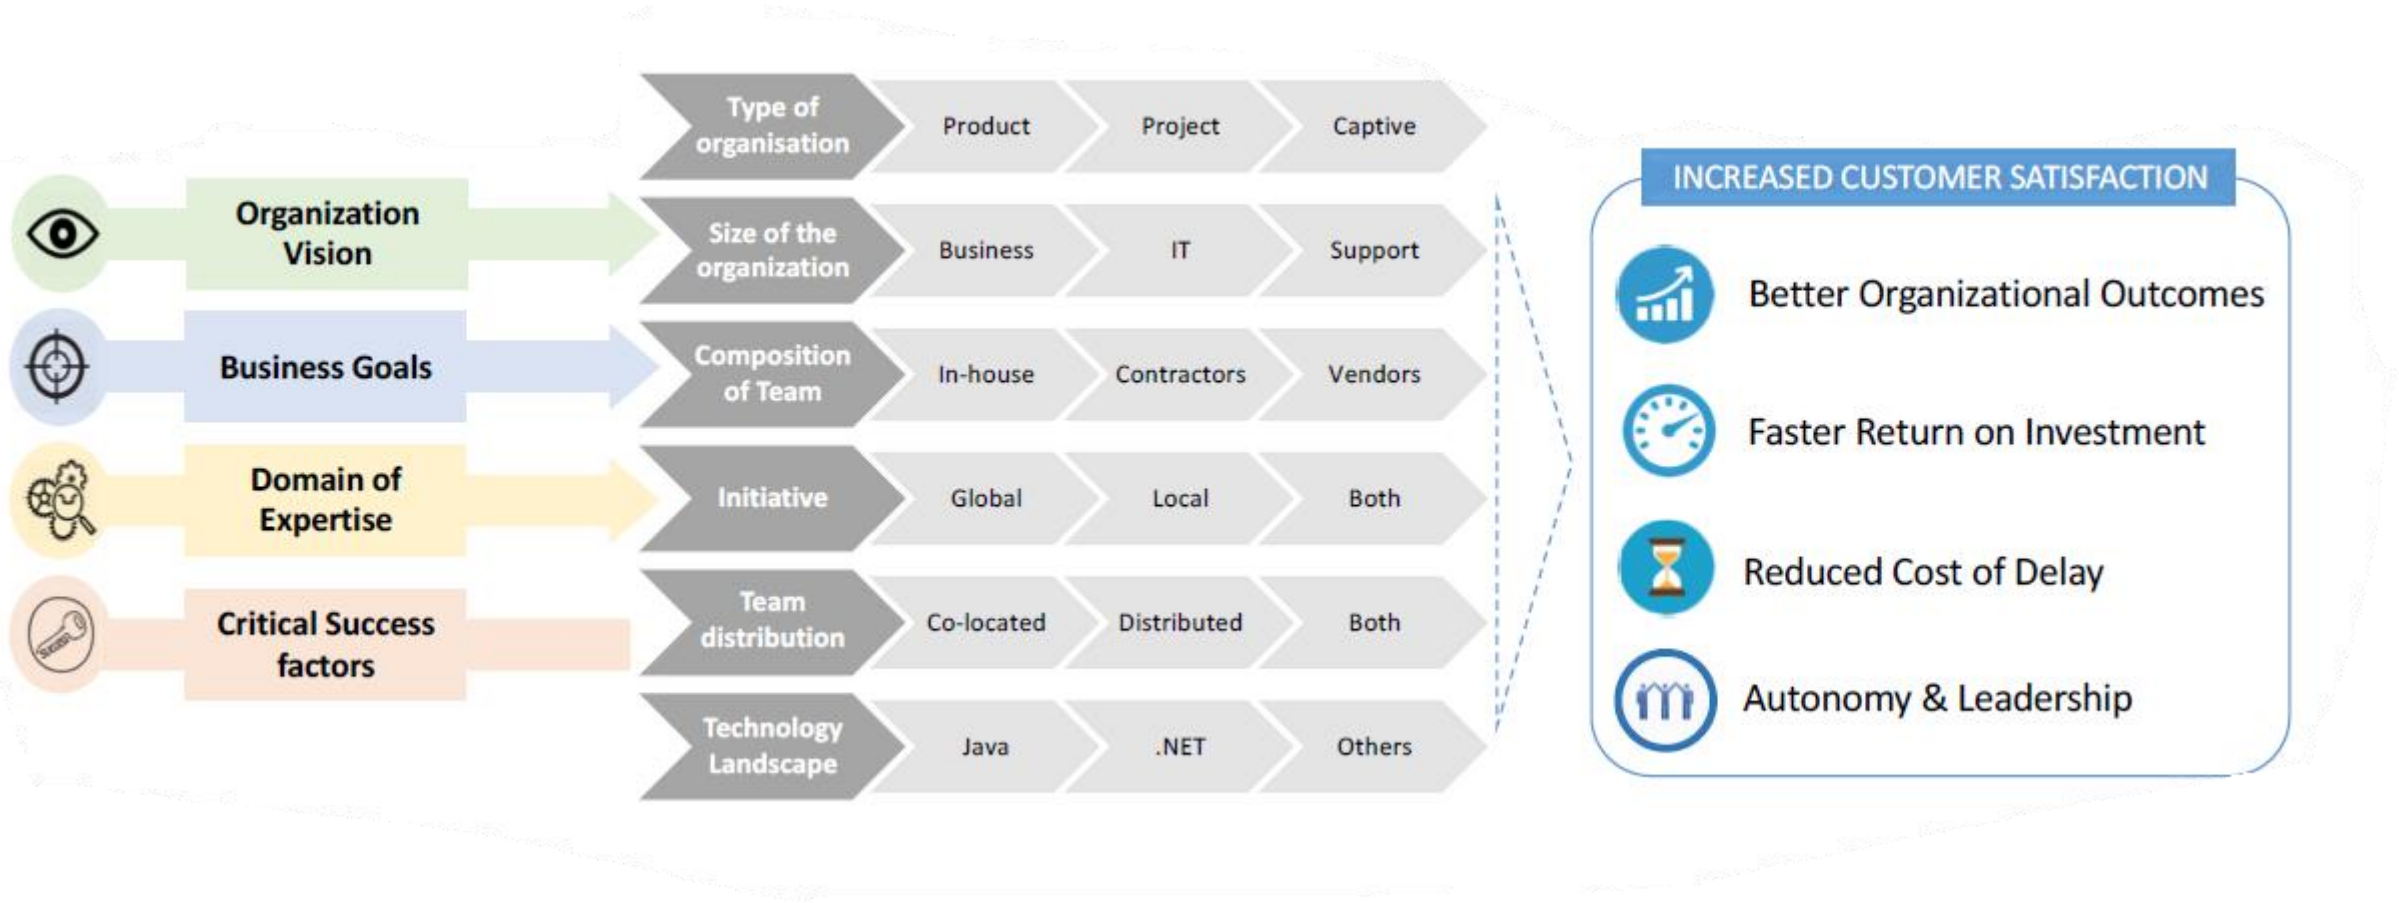 Organization
Vision
Business Goals
Domain of
Expertise
SUCCESS
Critical Success
factors
Type of
organisation
Product
Project
Captive
Size of the
organization
Business
IT
Support
Composition
of Team
In-house
Contractors
Vendors
Initiative
Global
Local
Both
Team
distribution
Co-located
Distributed
Both
Technology
Landscape
Java
.NET
Others
INCREASED CUSTOMER SATISFACTION
Better Organizational Outcomes
Faster Return on Investment
Reduced Cost of Delay
Autonomy & Leadership